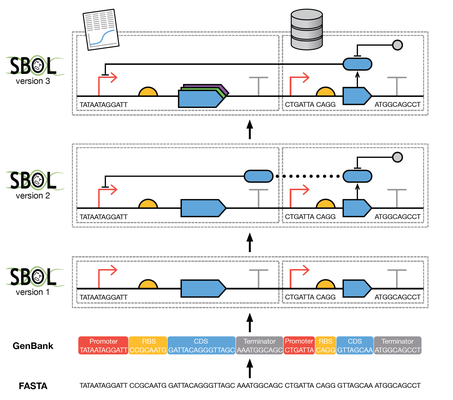 SBOL
version 3
TATAATAGGATT
CTGATTA CAGG
ATGGCAGCCT
SBOL
version 2
TATAATAGGATT
CTGATTA CAGG
ATGGCAGCCT
SBOL
version 1
TATAATAGGATT
CTGATTA CAGG
ATGGCAGCCT
Promoter RBS CDS Terminator Promoter RBS CDS Terminator
GenBank
TATAATAGGATT CCGCAATG GATTACAGGGTTAGC AAATGGCAGC CTGATTA CAGG GTTAGCAA ATGGCAGCCT
FASTA TATAATAGGATT CCGCAATG GATTACAGGGTTAGC AAATGGCAGC CTGATTA CAGG GTTAGCAA ATGGCAGCCT